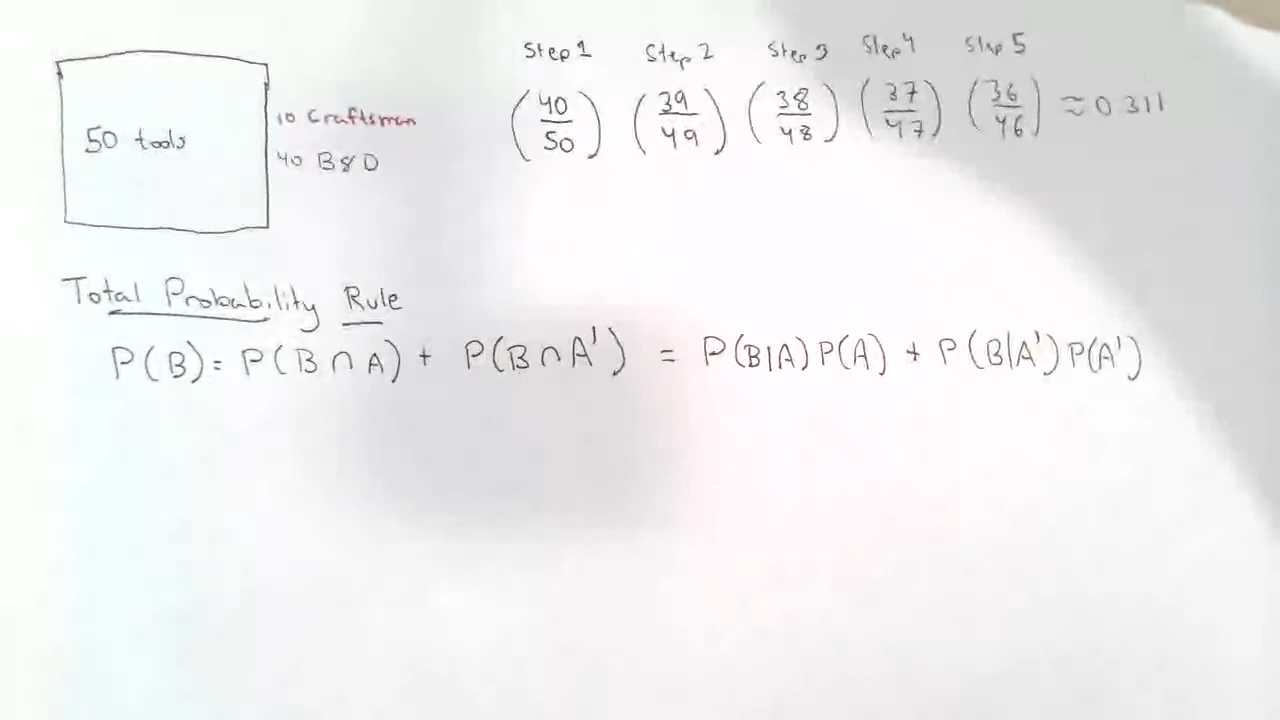 Step 1 Step 2 Step 3 Step 4 Step 5
50 tools
10 Craftsman
40 B&D
(40/50) (39/49) (38/48) (37/47) (36/46) ≈ 0.311
Total Probability Rule
P(B) = P(B ∩ A) + P(B ∩ A') = P(B|A) P(A) + P(B|A') P(A')